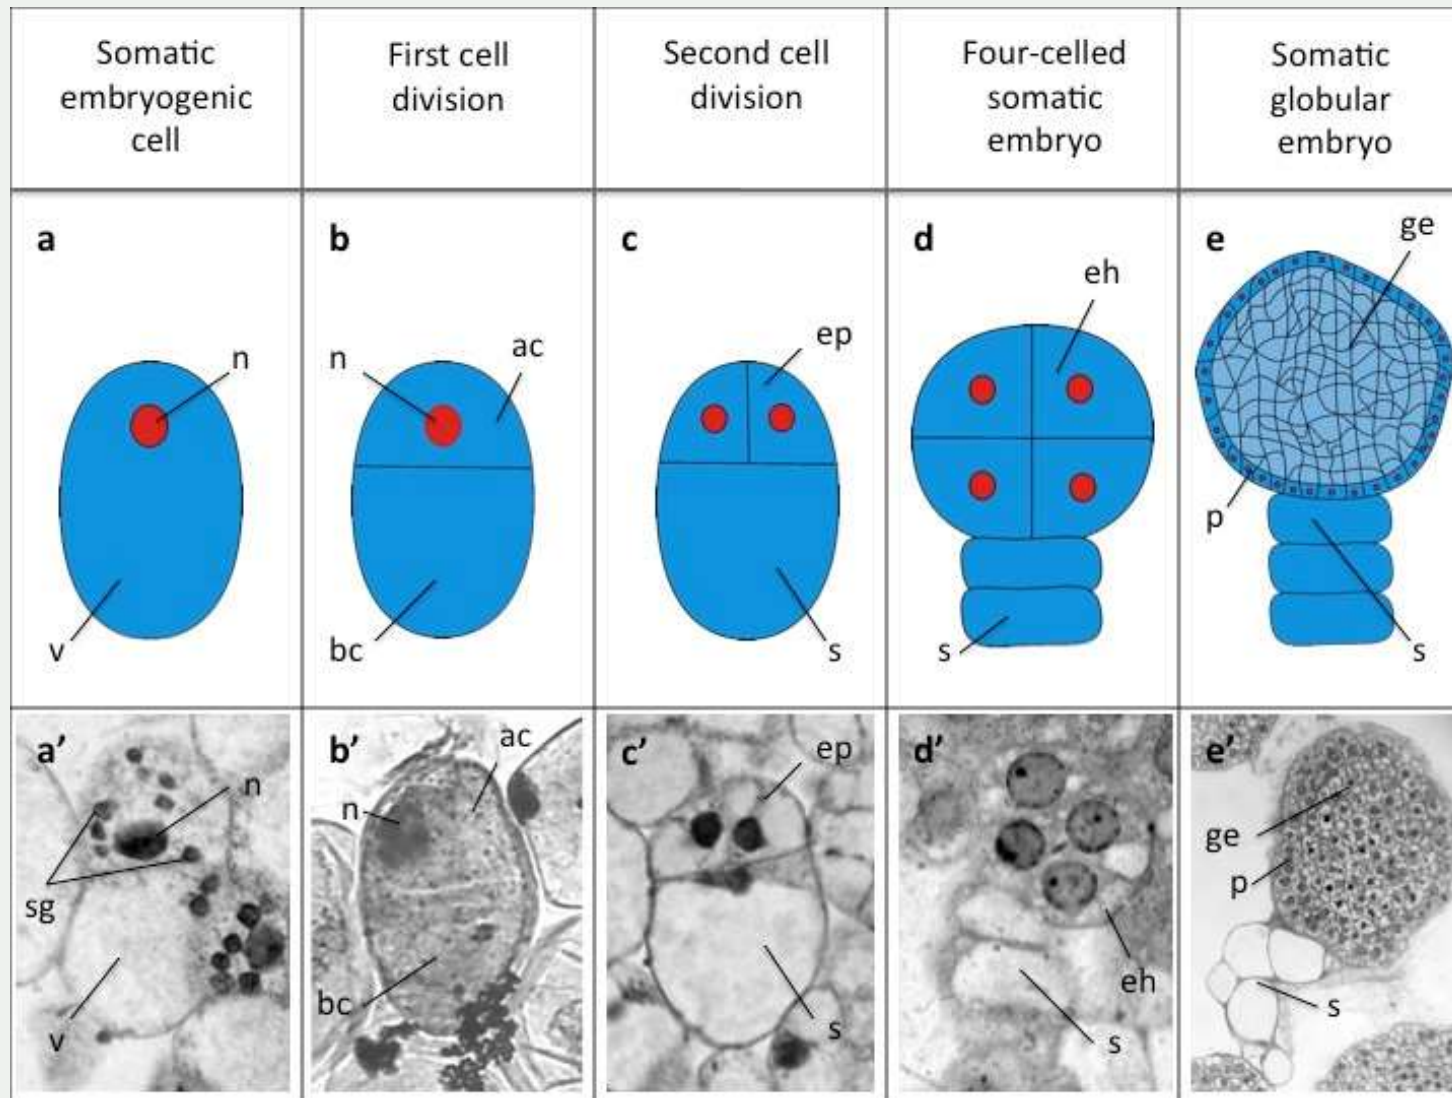 Somatic
embryogenic
cell
First cell
division
Second cell
division
Four-celled
somatic
embryo
Somatic
globular
embryo
a
n
v
b
n
ac
bc
c
ep
s
d
eh
s
e
ge
p
s
a’
n
sg
v
b’
ac
n
bc
c’
ep
s
d’
eh
s
e’
ge
p
s